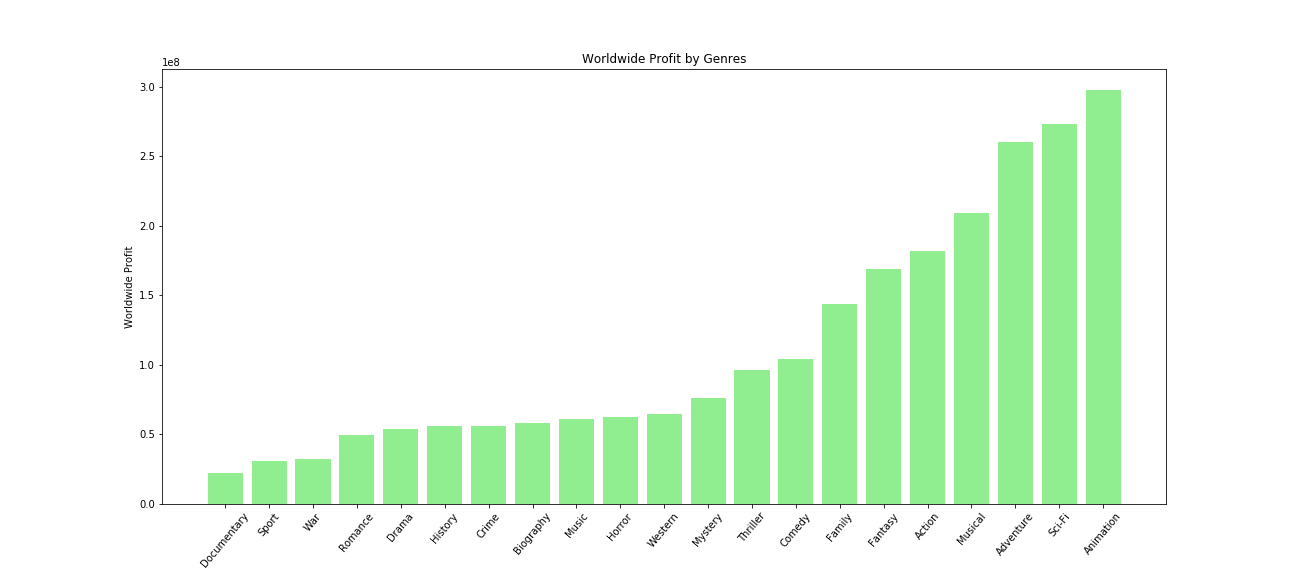 Worldwide Profit by Genres
1e8
3.0
2.5
2.0
1.5
1.0
0.5
0.0
Worldwide Profit
Documentary
Sport
War
Romance
Drama
History
Crime
Biography
Music
Horror
Western
Mystery
Thriller
Comedy
Family
Fantasy
Action
Musical
Adventure
Sci-Fi
Animation